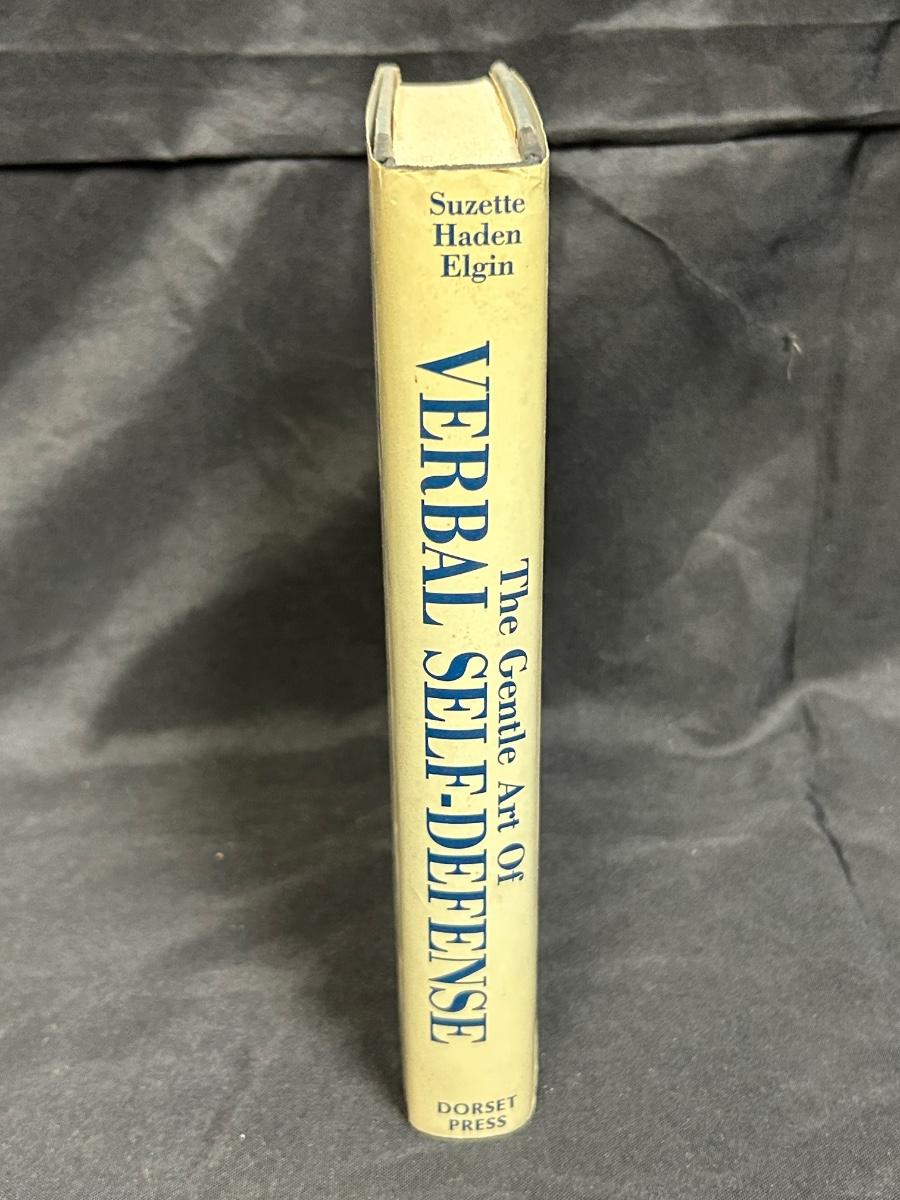 Suzette
Haden
Elgin
The Gentle Art Of
VERBAL SELF-DEFENSE
DORSET
PRESS